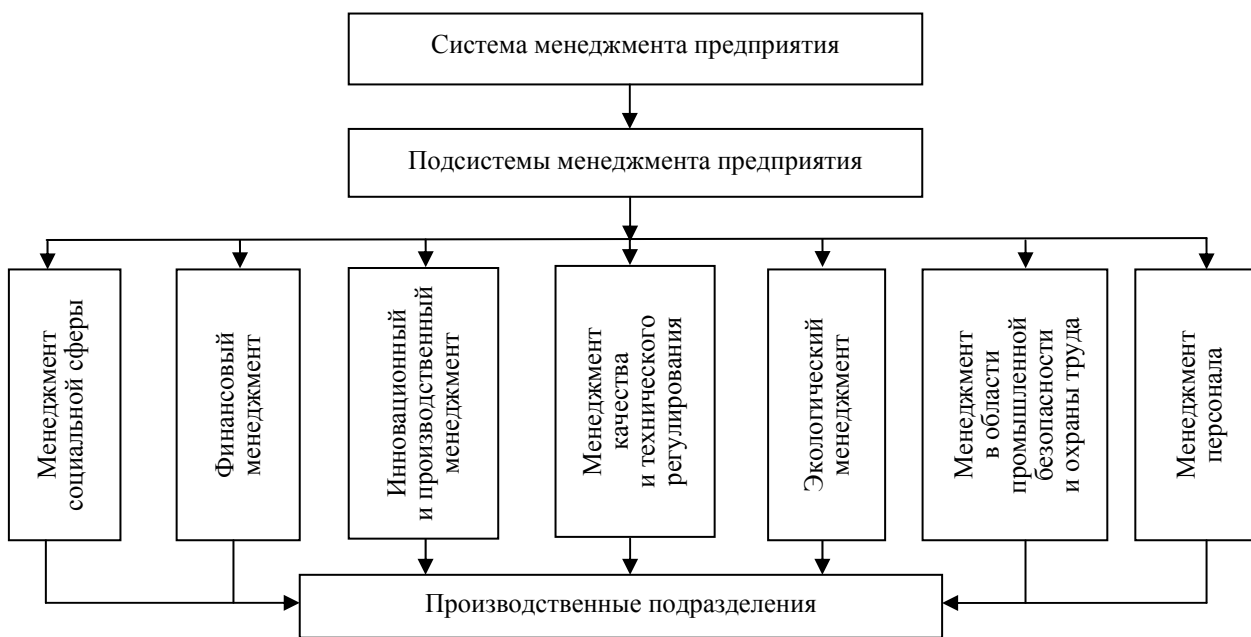 Система менеджмента предприятия
Подсистемы менеджмента предприятия
Менеджмент
социальной сферы
Финансовый
менеджмент
Инновационный
и производственный
менеджмент
Менеджмент
качества
и технического
регулирования
Экологический
менеджмент
Менеджмент
в области
промышленной
безопасности
и охраны труда
Менеджмент
персонала
Производственные подразделения